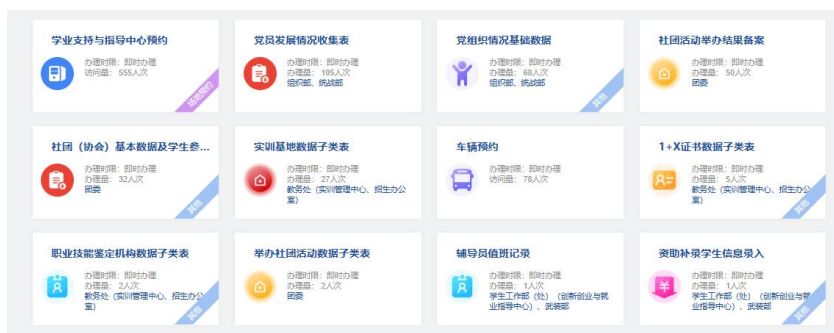 学业支持与指导中心预约
办理时限：即时办理
访问量：555人次
场地预约
党员发展情况收集表
办理时限：即时办理
办理量：105人次
组织部、统战部
党组织情况基础数据
办理时限：即时办理
办理量：68人次
组织部、统战部
其他
社团活动举办结果备案
办理时限：即时办理
办理量：50人次
团委
社团（协会）基本数据及学生参...
办理时限：即时办理
办理量：32人次
团委
其他
实训基地数据子类表
办理时限：即时办理
办理量：27人次
教务处（实训管理中心、招生办公
室）
车辆预约
办理时限：即时办理
访问量：78人次
1+X证书数据子类表
办理时限：即时办理
办理量：5人次
教务处（实训管理中心、招生办公
室）
其他
职业技能鉴定机构数据子类表
办理时限：即时办理
办理量：2人次
教务处（实训管理中心、招生办公
室）
其他
举办社团活动数据子类表
办理时限：即时办理
办理量：2人次
团委
辅导员值班记录
办理时限：即时办理
办理量：1人次
学生工作部（处）（创新创业与就
业指导中心）、武装部
资助补录学生信息录入
办理时限：即时办理
办理量：1人次
学生工作部（处）（创新创业与就
业指导中心）、武装部
其他